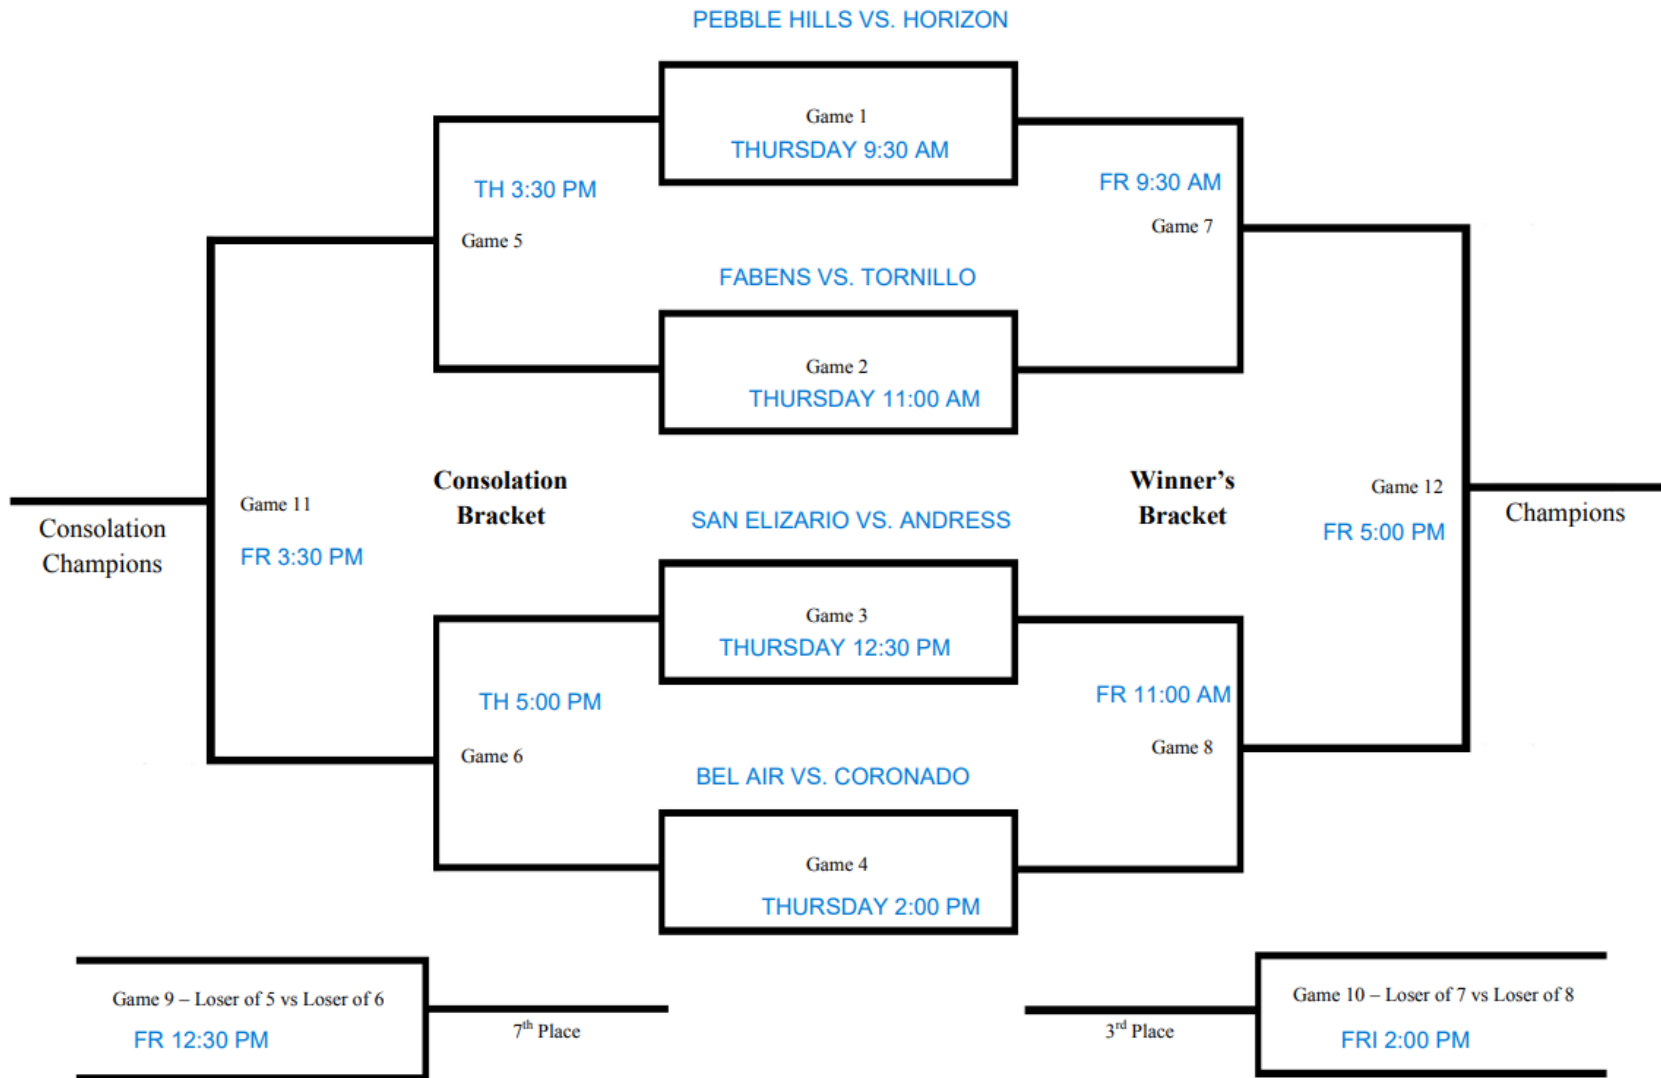 PEBBLE HILLS VS. HORIZON
Game 1
THURSDAY 9:30 AM
TH 3:30 PM
FR 9:30 AM
Game 5
Game 7
FABENS VS. TORNILLO
Game 2
THURSDAY 11:00 AM
Consolation
Bracket
Winner's
Bracket
Game 11
FR 3:30 PM
Consolation
Champions
Game 12
FR 5:00 PM
Champions
SAN ELIZARIO VS. ANDRESS
Game 3
THURSDAY 12:30 PM
TH 5:00 PM
FR 11:00 AM
Game 6
Game 8
BEL AIR VS. CORONADO
Game 4
THURSDAY 2:00 PM
Game 9 – Loser of 5 vs Loser of 6
FR 12:30 PM
7th Place
3rd Place
Game 10 – Loser of 7 vs Loser of 8
FRI 2:00 PM